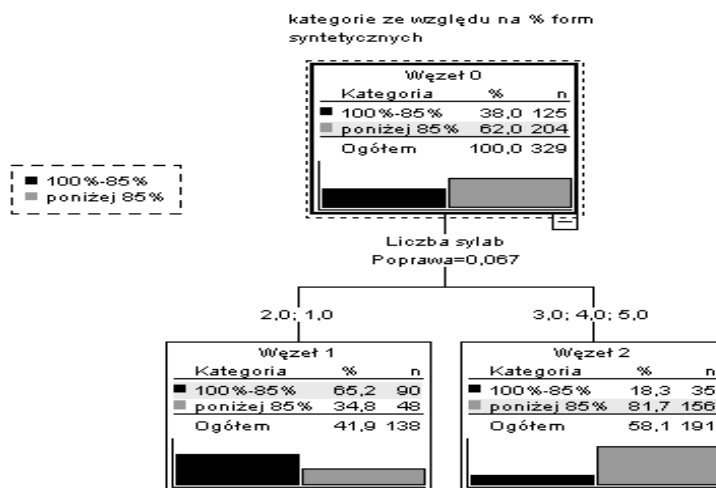 kategorie ze względu na % form
syntetycznych
Węzeł 0
Kategoria % n
100%-85% 38,0 125
poniżej 85% 62,0 204
Ogółem 100,0 329
100%-85%
poniżej 85%
Liczba sylab
Poprawa=0,067
2,0; 1,0
3,0; 4,0; 5,0
Węzeł 1
Kategoria % n
100%-85% 65,2 90
poniżej 85% 34,8 48
Ogółem 41,9 138
Węzeł 2
Kategoria % n
100%-85% 18,3 35
poniżej 85% 81,7 156
Ogółem 58,1 191